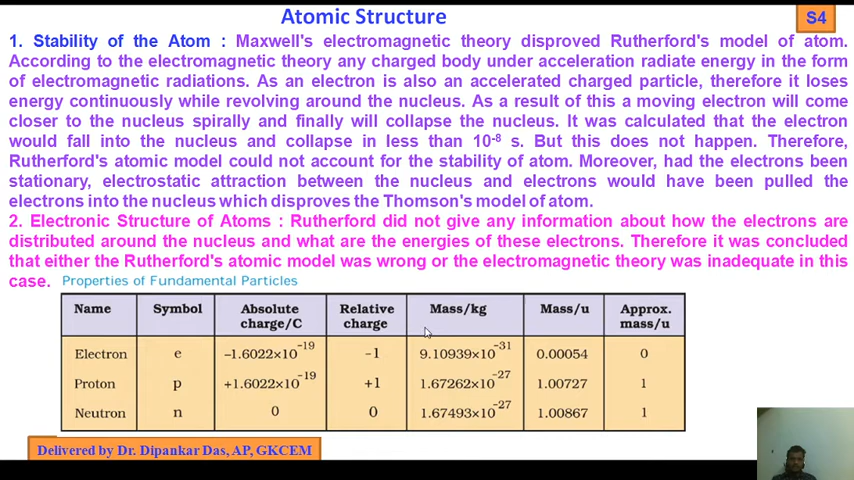 Atomic Structure
S4
1. Stability of the Atom : Maxwell's electromagnetic theory disproved Rutherford's model of atom.
According to the electromagnetic theory any charged body under acceleration radiate energy in the form
of electromagnetic radiations. As an electron is also an accelerated charged particle, therefore it loses
energy continuously while revolving around the nucleus. As a result of this a moving electron will come
closer to the nucleus spirally and finally will collapse the nucleus. It was calculated that the electron
would fall into the nucleus and collapse in less than 10⁻⁸ s. But this does not happen. Therefore,
Rutherford's atomic model could not account for the stability of atom. Moreover, had the electrons been
stationary, electrostatic attraction between the nucleus and electrons would have been pulled the
electrons into the nucleus which disproves the Thomson's model of atom.
2. Electronic Structure of Atoms : Rutherford did not give any information about how the electrons are
distributed around the nucleus and what are the energies of these electrons. Therefore it was concluded
that either the Rutherford's atomic model was wrong or the electromagnetic theory was inadequate in this
case. Properties of Fundamental Particles
Name Symbol Absolute charge/C Relative charge Mass/kg Mass/u Approx. mass/u
Electron e –1.6022×10⁻¹⁹ –1 9.10939×10⁻³¹ 0.00054 0
Proton p +1.6022×10⁻¹⁹ +1 1.67262×10⁻²⁷ 1.00727 1
Neutron n 0 0 1.67493×10⁻²⁷ 1.00867 1
Delivered by Dr. Dipankar Das, AP, GKCEM